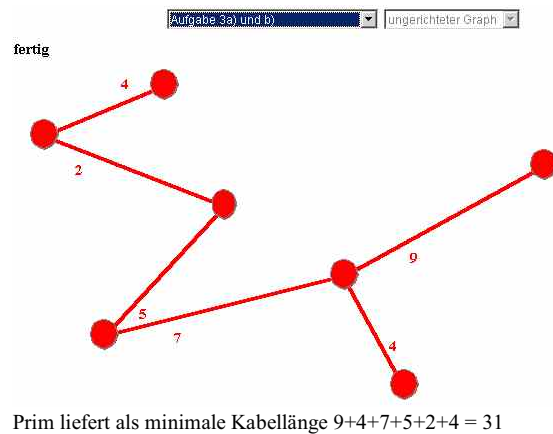 Aufgabe 3a) und b) ungerichteter Graph
fertig
4
2
9
5
7
4
Prim liefert als minimale Kabellänge 9+4+7+5+2+4 = 31